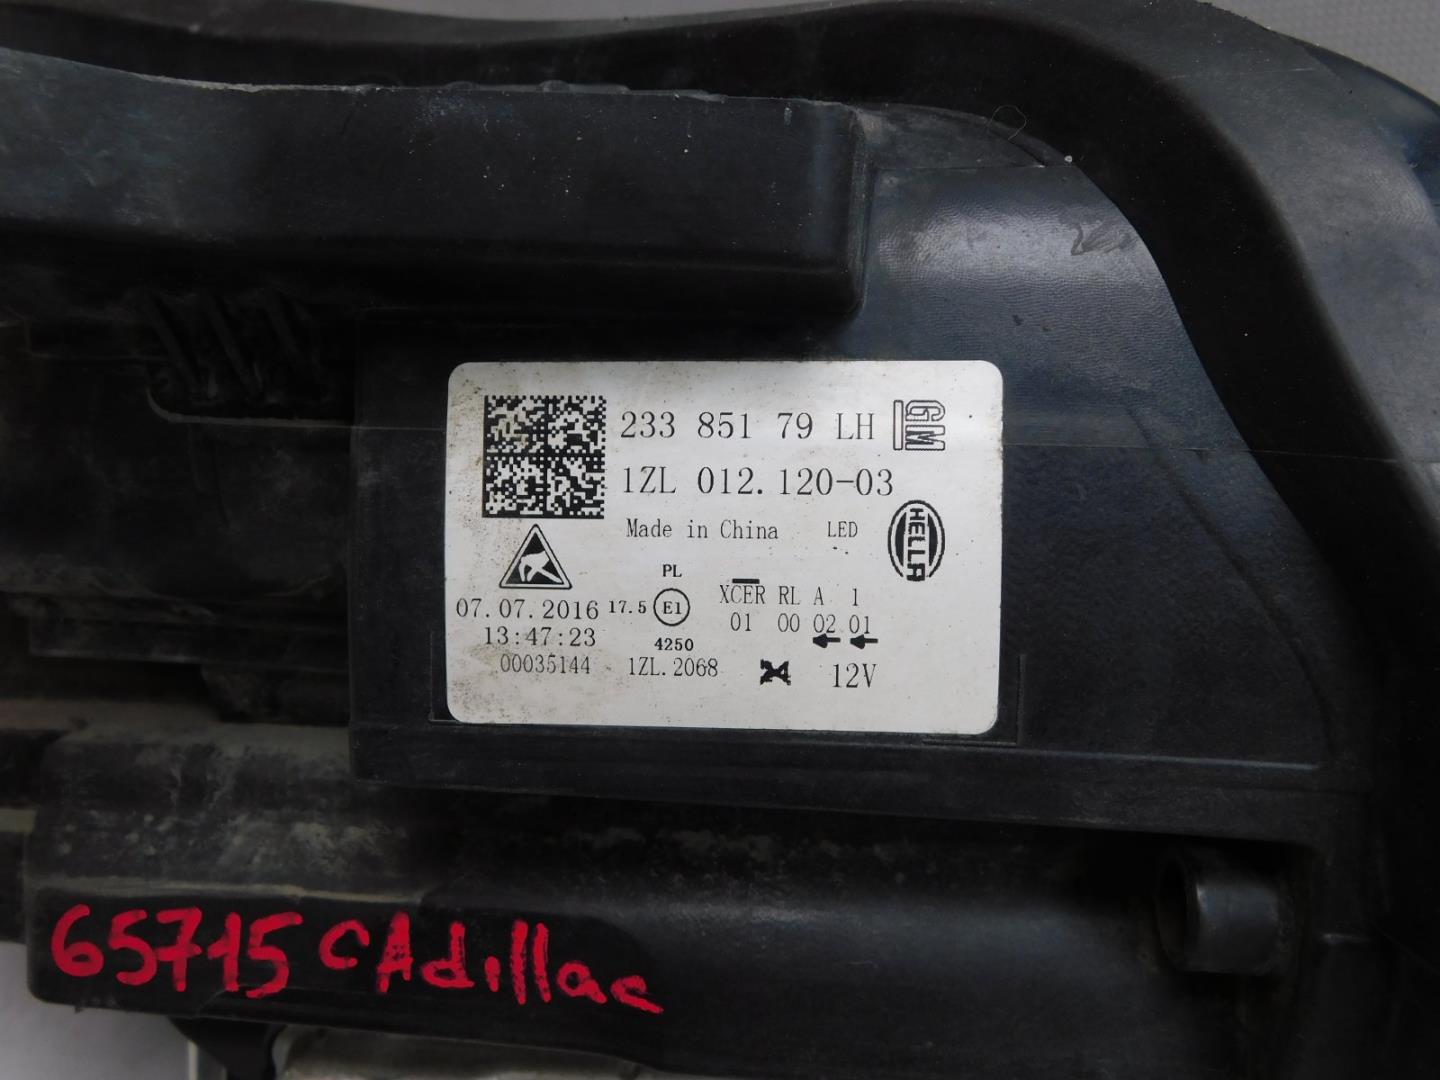 233 851 79 LH GM
1ZL 012.120-03
Made in China LED HELLA
PL
07.07.2016 17.5 E1 XCER RL A 1
13:47:23 01 00 02 01
4250
00035144 1ZL.2068 12V
65715 CAdillac